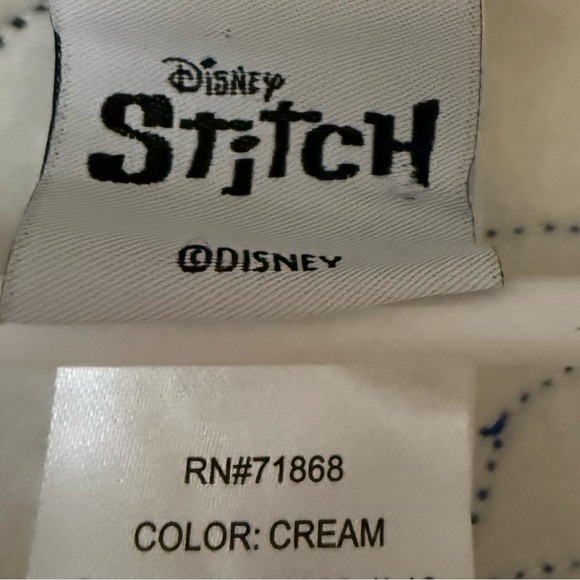 Disney
Stitch
©DISNEY
RN#71868
COLOR: CREAM